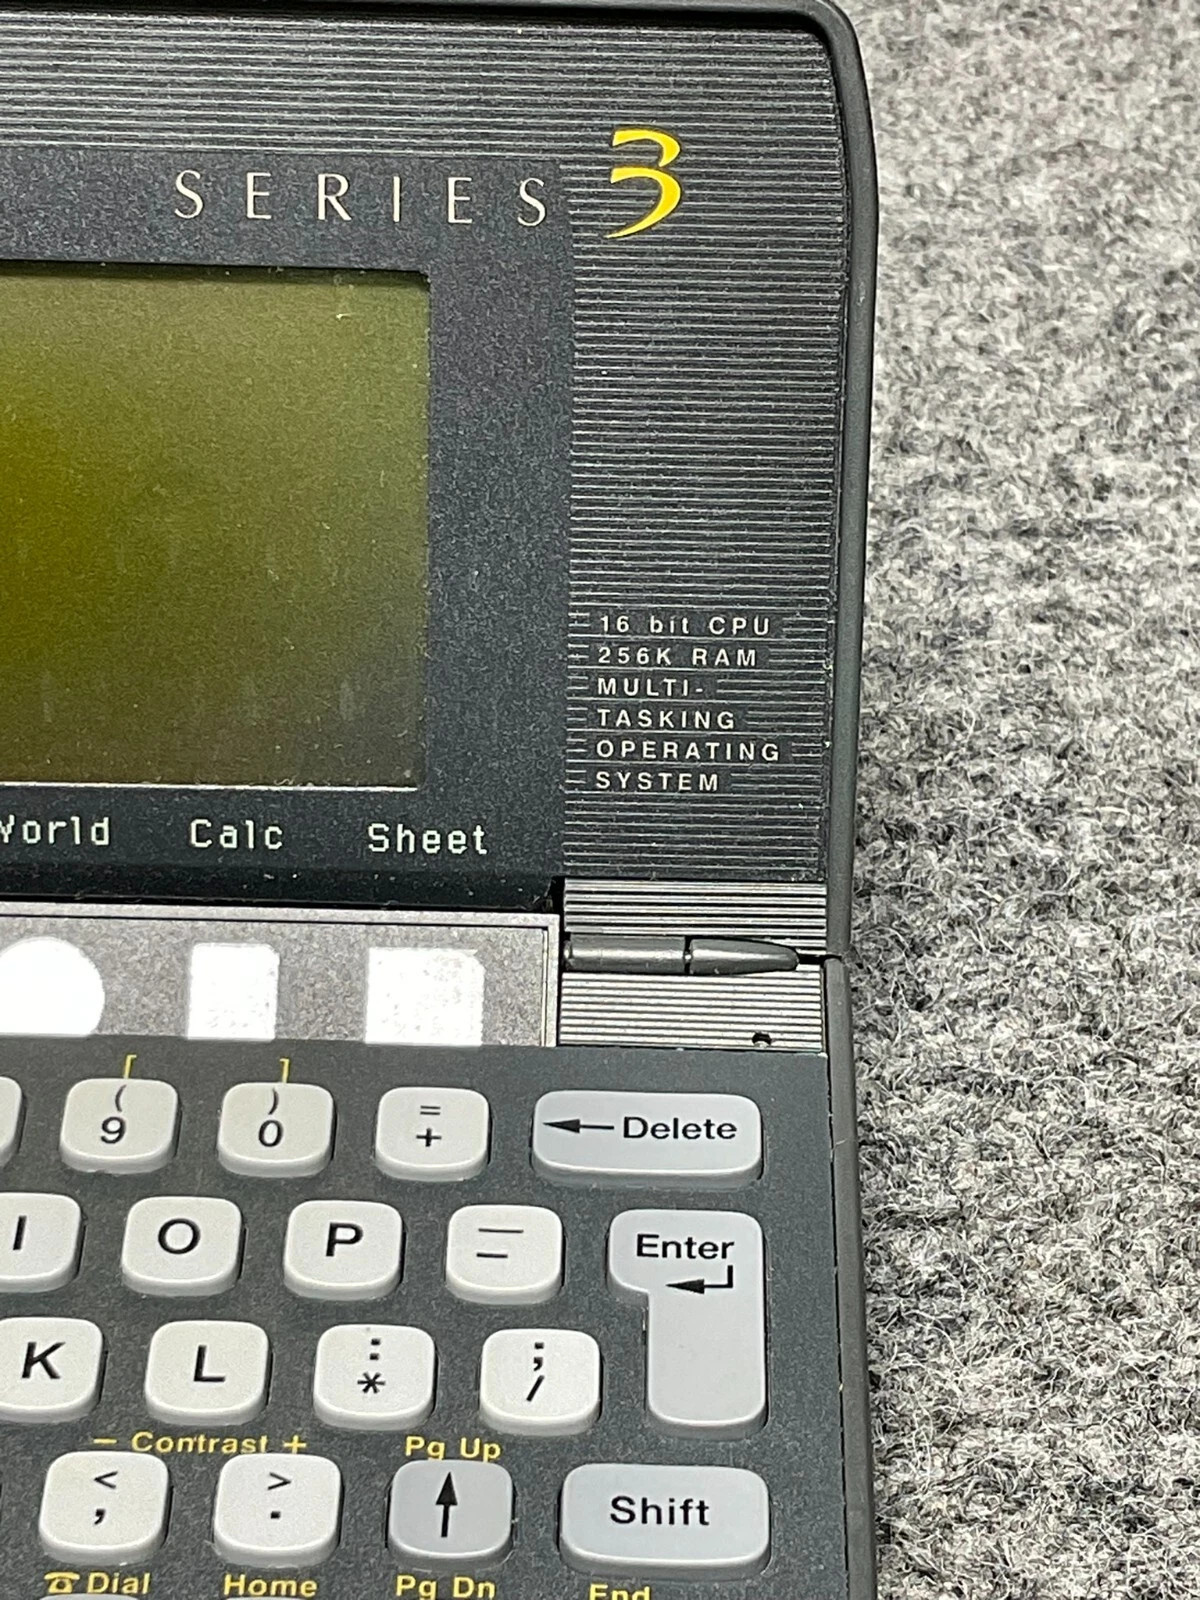 SERIES 3
16 bit CPU
256K RAM
MULTI-
TASKING
OPERATING
SYSTEM
Calc Sheet
[ ]
( ) =
9 0 + ← Delete
I O P — Enter
_ ↵
K L : ;
* /
− Contrast + Pg Up
< > ↑ Shift
, .
☎ Dial Home Pg Dn End